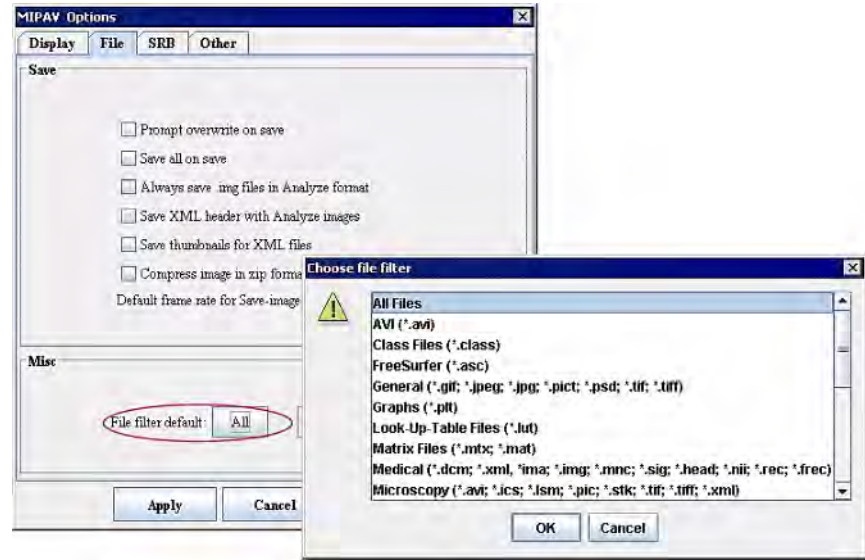 MIPAV Options
Display File SRB Other
Save
Prompt overwrite on save
Save all on save
Always save .img files in Analyze format
Save XML header with Analyze images
Save thumbnails for XML files
Compress image in zip forma
Default frame rate for Save-image
Misc
File filter default: All
Apply Cancel
Choose file filter
All Files
AVI (*.avi)
Class Files (*.class)
FreeSurfer (*.asc)
General (*.gif; *.jpeg; *.jpg; *.pict; *.psd; *.tif; *.tiff)
Graphs (*.plt)
Look-Up-Table Files (*.lut)
Matrix Files (*.mtx; *.mat)
Medical (*.dcm; *.xml, *ima; *.img; *.mnc; *.sig; *.head; *.nii; *.rec; *.frec)
Microscopy (*.avi; *.ics; *.lsm; *.pic; *.stk; *.tif; *.tiff; *.xml)
OK Cancel